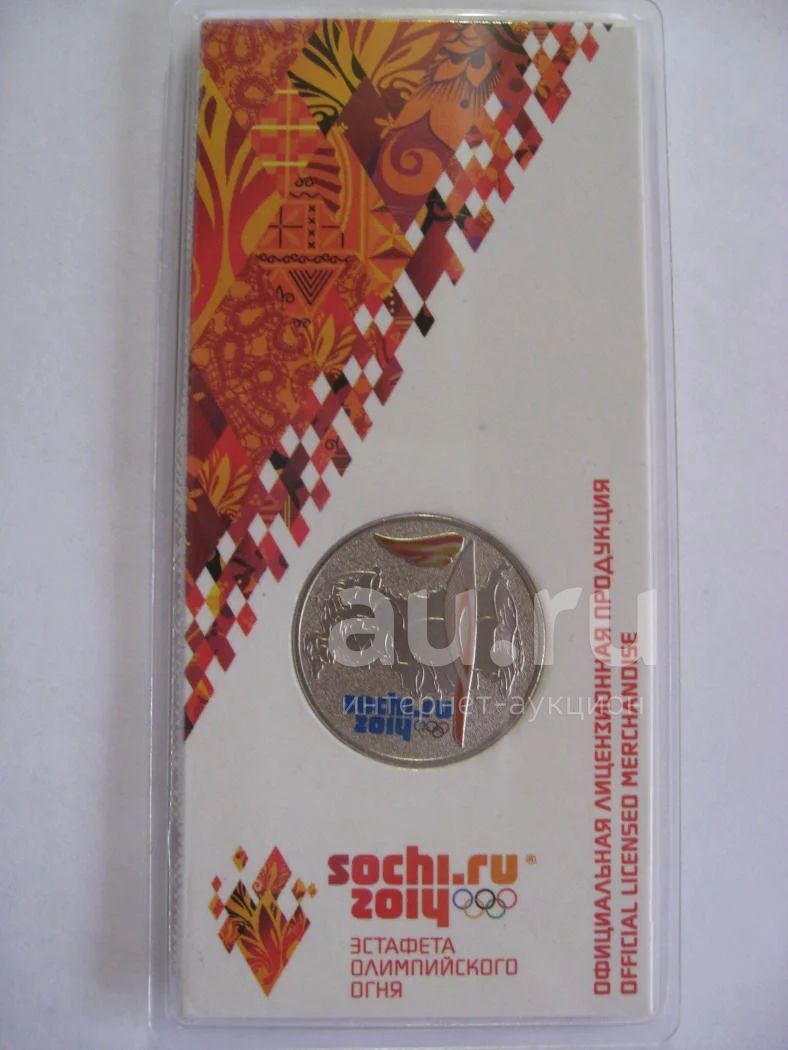 au.ru
интернет-аукцион
sochi.ru
2014
sochi.ru®
2014
ЭСТАФЕТА
ОЛИМПИЙСКОГО
ОГНЯ
ОФИЦИАЛЬНАЯ ЛИЦЕНЗИОННАЯ ПРОДУКЦИЯ
OFFICIAL LICENSED MERCHANDISE